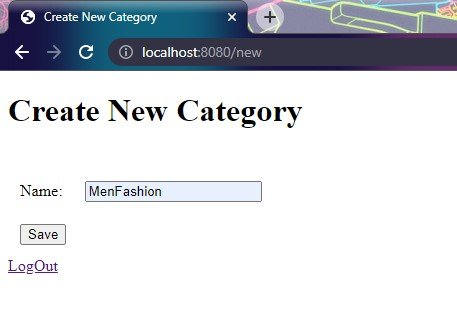 Create New Category
localhost:8080/new
Create New Category
Name: MenFashion
Save
LogOut